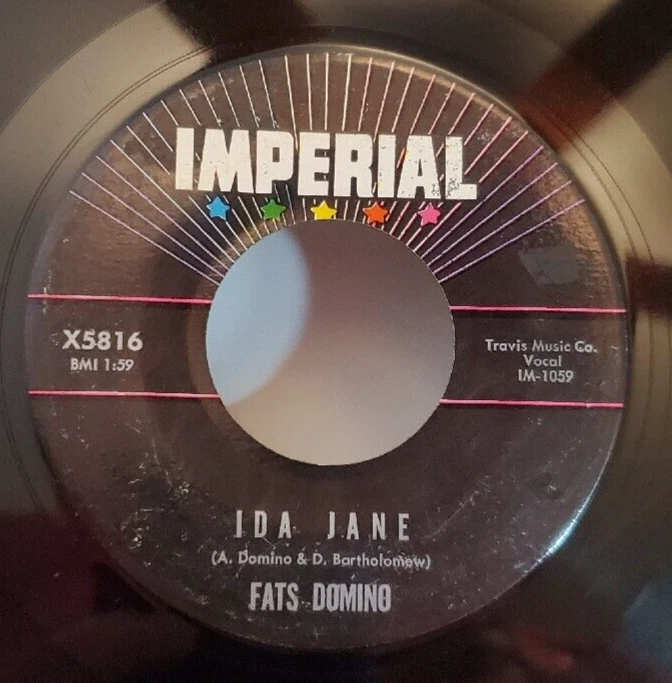 IMPERIAL
X5816
BMI 1:59
Travis Music Co.
Vocal
IM-1059
IDA JANE
(A. Domino & D. Bartholomew)
FATS DOMINO